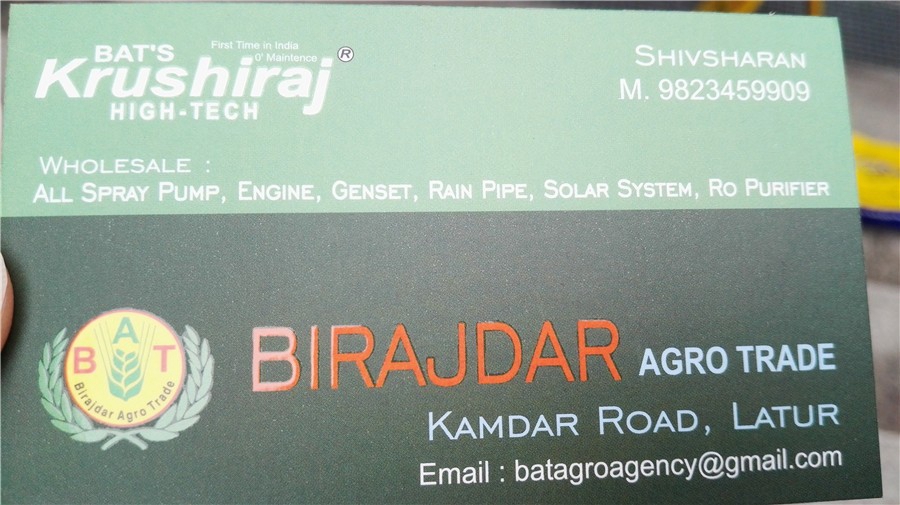 BAT'S
First Time in India
0' Maintence
Krushiraj ®
HIGH-TECH
SHIVSHARAN
M. 9823459909
WHOLESALE :
ALL SPRAY PUMP, ENGINE, GENSET, RAIN PIPE, SOLAR SYSTEM, RO PURIFIER
BAT
Birajdar Agro Trade
BIRAJDAR AGRO TRADE
KAMDAR ROAD, LATUR
Email : batagroagency@gmail.com